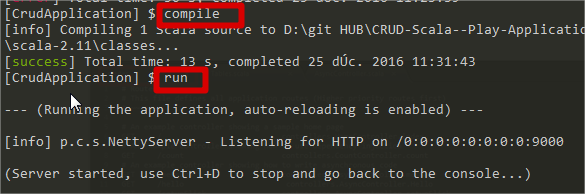 [CrudApplication] $ compile
[info] Compiling 1 Scala source to D:\git HUB\CRUD-Scala--Play-Applicatio
\scala-2.11\classes...
[success] Total time: 13 s, completed 25 dÚc. 2016 11:31:43
[CrudApplication] $ run
--- (Running the application, auto-reloading is enabled) ---
[info] p.c.s.NettyServer - Listening for HTTP on /0:0:0:0:0:0:0:0:9000
(Server started, use Ctrl+D to stop and go back to the console...)